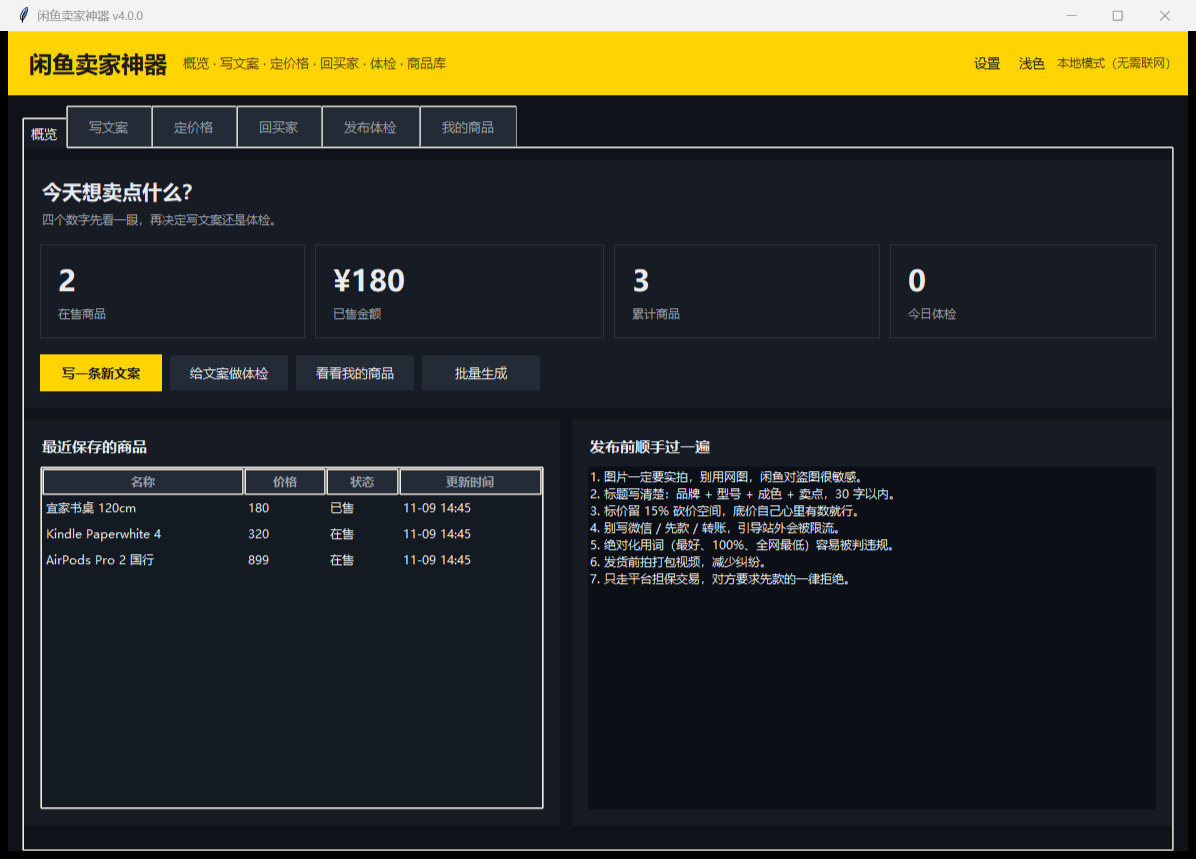 闲鱼卖家神器 v4.0.0
闲鱼卖家神器 概览 · 写文案 · 定价格 · 回买家 · 体检 · 商品库 设置 浅色 本地模式（无需联网）
概览 写文案 定价格 回买家 发布体检 我的商品
今天想卖点什么？
四个数字先看一眼，再决定写文案还是体检。
2 ¥180 3 0
在售商品 已售金额 累计商品 今日体检
写一条新文案 给文案做体检 看看我的商品 批量生成
最近保存的商品
名称 价格 状态 更新时间
宜家书桌 120cm 180 已售 11-09 14:45
Kindle Paperwhite 4 320 在售 11-09 14:45
AirPods Pro 2 国行 899 在售 11-09 14:45
发布前顺手过一遍
1. 图片一定要实拍，别用网图，闲鱼对盗图很敏感。
2. 标题写清楚：品牌 + 型号 + 成色 + 卖点，30 字以内。
3. 标价留 15% 砍价空间，底价自己心里有数就行。
4. 别写微信 / 先款 / 转账，引导站外会被限流。
5. 绝对化用词（最好、100%、全网最低）容易被判违规。
6. 发货前拍打包视频，减少纠纷。
7. 只走平台担保交易，对方要求先款的一律拒绝。